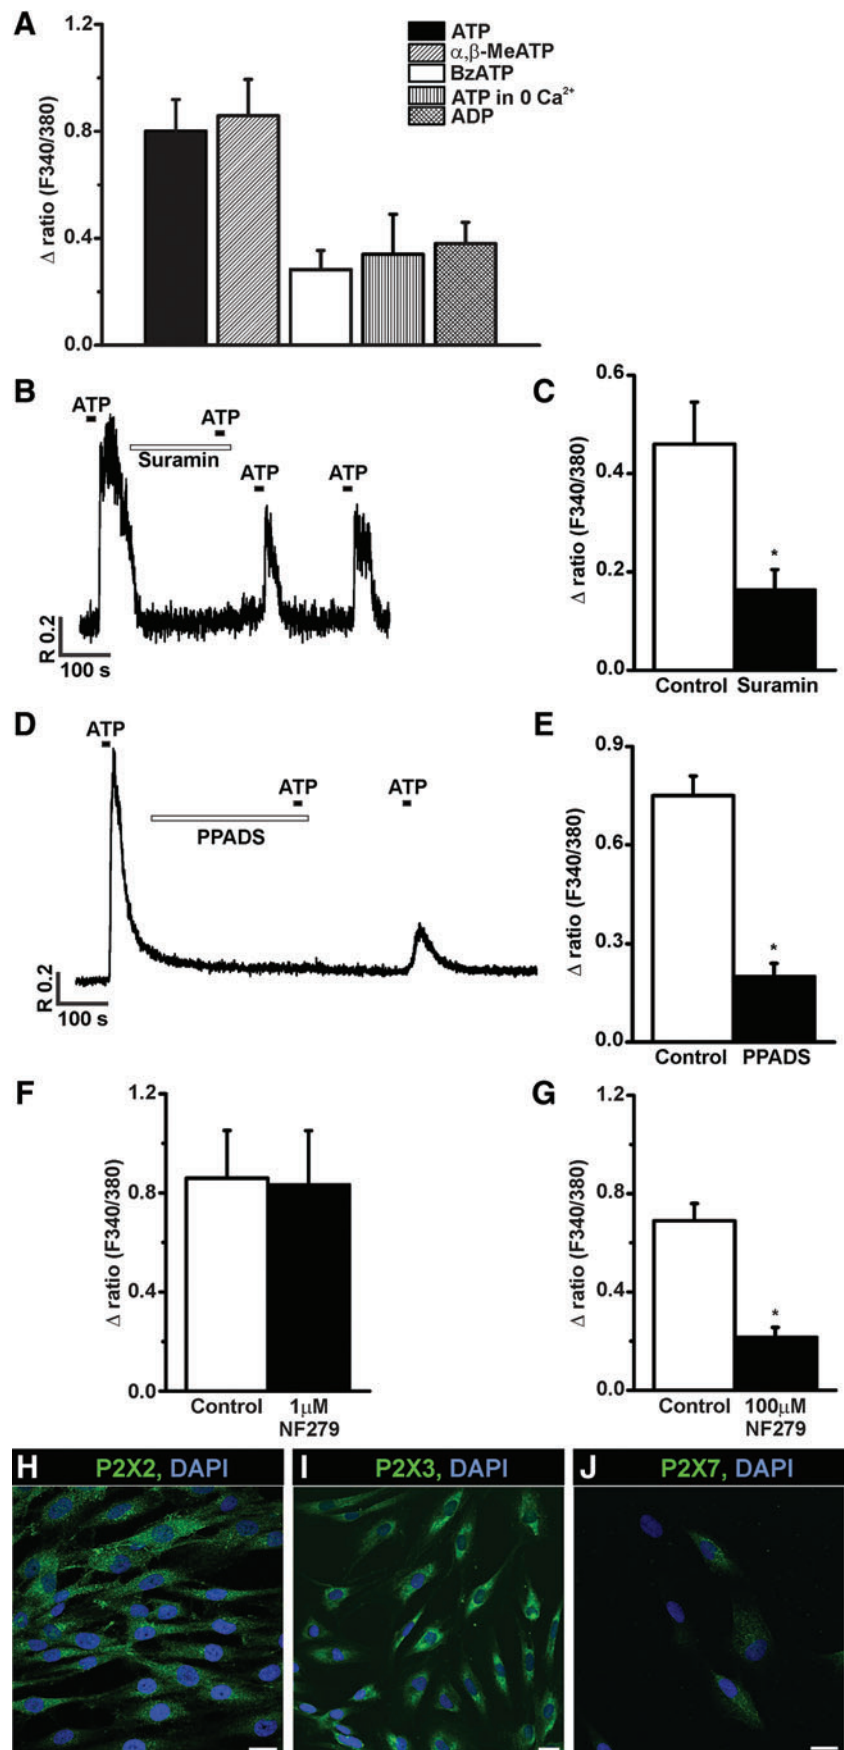 A
1.2
0.8
0.4
0.0
Δ ratio (F340/380)
ATP
α,β-MeATP
BzATP
ATP in 0 Ca²⁺
ADP
B
ATP
ATP
Suramin
ATP
ATP
R 0.2
100 s
C
0.6
0.4
0.2
0.0
Δ ratio (F340/380)
*
Control Suramin
D
ATP
ATP
ATP
PPADS
R 0.2
100 s
E
0.9
0.6
0.3
0.0
Δ ratio (F340/380)
*
Control PPADS
F
1.2
0.8
0.4
0.0
Δ ratio (F340/380)
Control 1μM
NF279
G
1.2
0.8
0.4
0.0
Δ ratio (F340/380)
*
Control 100μM
NF279
H P2X2, DAPI
I P2X3, DAPI
J P2X7, DAPI